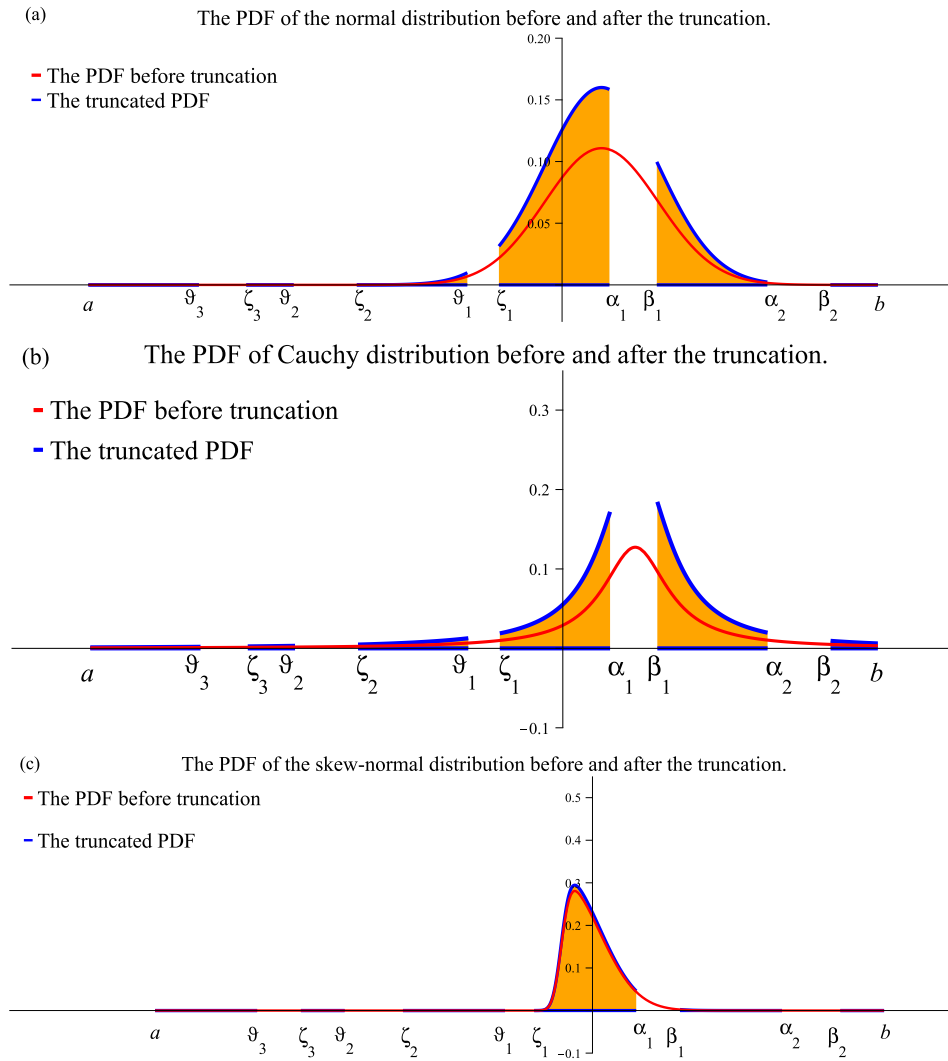 (a)
The PDF of the normal distribution before and after the truncation.
The PDF before truncation
The truncated PDF
0.20
0.15
0.10
0.05
a ϑ3 ζ3 ϑ2 ζ2 ϑ1 ζ1 α1 β1 α2 β2 b
(b)
The PDF of Cauchy distribution before and after the truncation.
The PDF before truncation
The truncated PDF
0.3
0.2
0.1
a ϑ3 ζ3 ϑ2 ζ2 ϑ1 ζ1 α1 β1 α2 β2 b
−0.1
(c)
The PDF of the skew-normal distribution before and after the truncation.
The PDF before truncation
The truncated PDF
0.5
0.4
0.3
0.2
0.1
a ϑ3 ζ3 ϑ2 ζ2 ϑ1 ζ1 α1 β1 α2 β2 b
−0.1